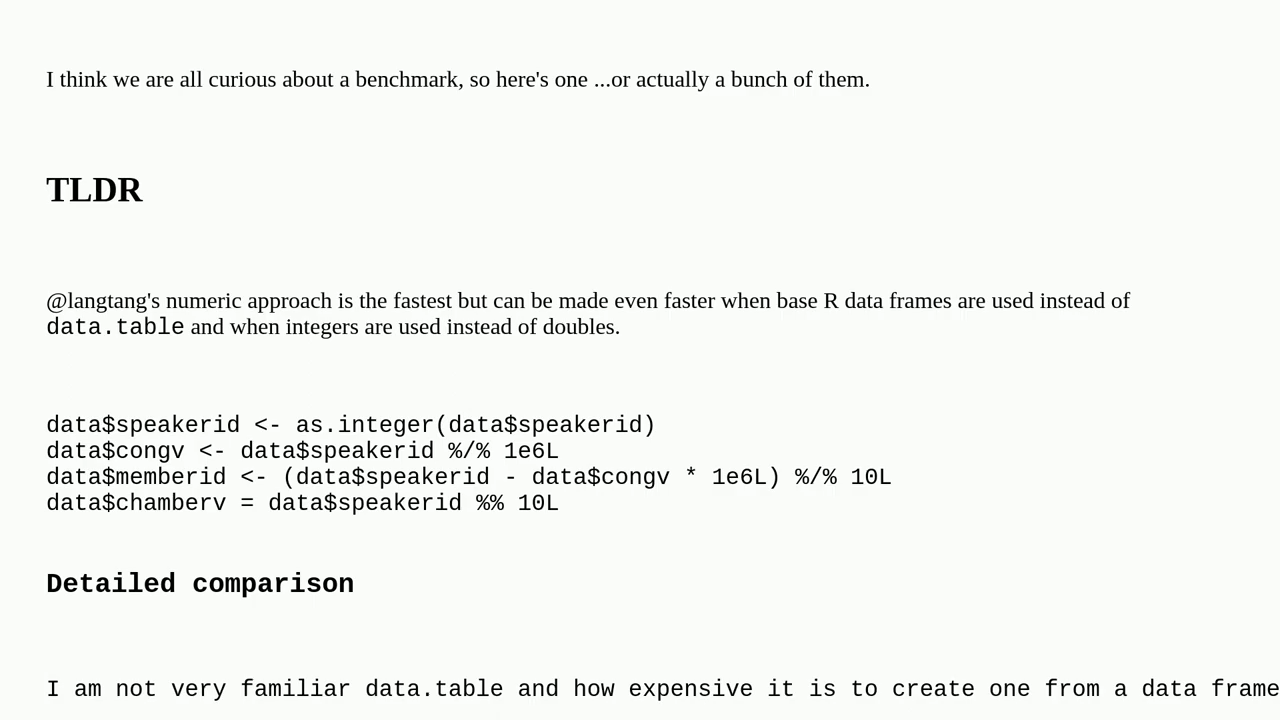 I think we are all curious about a benchmark, so here's one ...or actually a bunch of them.
TLDR
@langtang's numeric approach is the fastest but can be made even faster when base R data frames are used instead of
data.table and when integers are used instead of doubles.
data$speakerid <- as.integer(data$speakerid)
data$congv <- data$speakerid %/% 1e6L
data$memberid <- (data$speakerid - data$congv * 1e6L) %/% 10L
data$chamberv = data$speakerid %% 10L
Detailed comparison
I am not very familiar data.table and how expensive it is to create one from a data frame